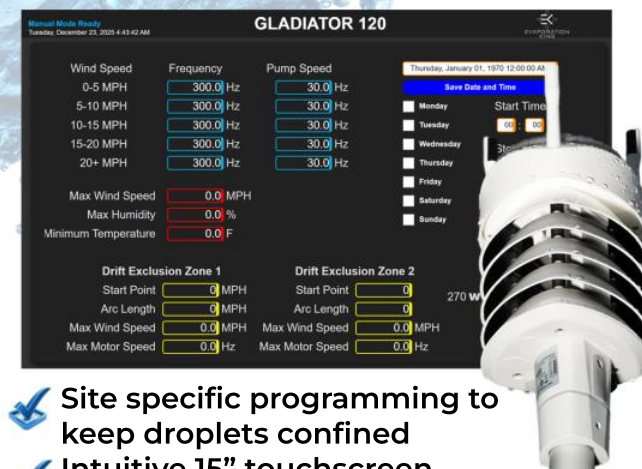 Manual Mode Ready
Tuesday, December 23, 2025 4:43:42 AM
GLADIATOR 120
EVAPORATION
KING
Wind Speed Frequency Pump Speed
0-5 MPH 300.0 Hz 30.0 Hz
5-10 MPH 300.0 Hz 30.0 Hz
10-15 MPH 300.0 Hz 30.0 Hz
15-20 MPH 300.0 Hz 30.0 Hz
20+ MPH 300.0 Hz 30.0 Hz
Thursday, January 01, 1970 12:00:00 AM
Save Date and Time
Monday Start Time
Tuesday 00 : 00
Wednesday
Thursday
Friday
Saturday
Sunday
Max Wind Speed 0.0 MPH
Max Humidity 0.0 %
Minimum Temperature 0.0 F
Drift Exclusion Zone 1 Drift Exclusion Zone 2
Start Point 0 MPH Start Point 0 MPH
Arc Length 0 MPH Arc Length 0 MPH
Max Wind Speed 0.0 MPH Max Wind Speed 0.0 MPH
Max Motor Speed 0.0 Hz Max Motor Speed 0.0 Hz
270 W
Site specific programming to
keep droplets confined
Intuitive 15" touchscreen